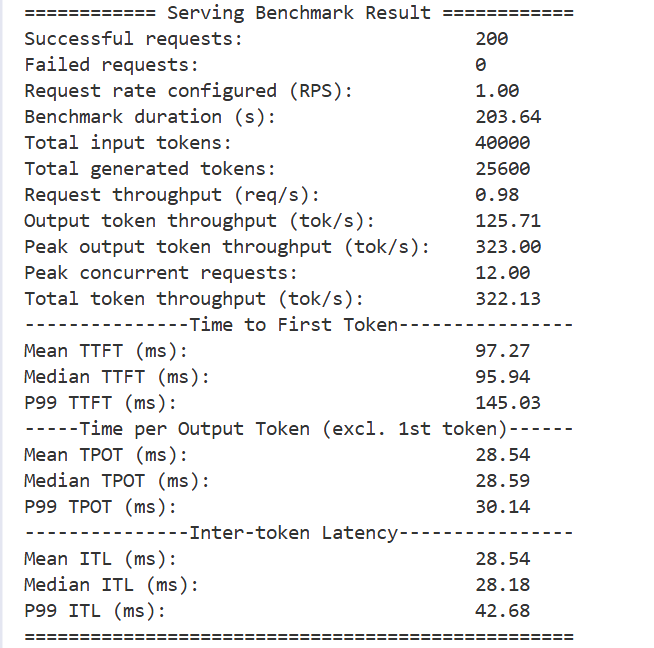 ============ Serving Benchmark Result ============
Successful requests:                     200
Failed requests:                         0
Request rate configured (RPS):           1.00
Benchmark duration (s):                  203.64
Total input tokens:                      40000
Total generated tokens:                  25600
Request throughput (req/s):              0.98
Output token throughput (tok/s):         125.71
Peak output token throughput (tok/s):    323.00
Peak concurrent requests:                12.00
Total token throughput (tok/s):          322.13
---------------Time to First Token----------------
Mean TTFT (ms):                          97.27
Median TTFT (ms):                        95.94
P99 TTFT (ms):                           145.03
-----Time per Output Token (excl. 1st token)------
Mean TPOT (ms):                          28.54
Median TPOT (ms):                        28.59
P99 TPOT (ms):                           30.14
---------------Inter-token Latency----------------
Mean ITL (ms):                           28.54
Median ITL (ms):                         28.18
P99 ITL (ms):                            42.68
==================================================